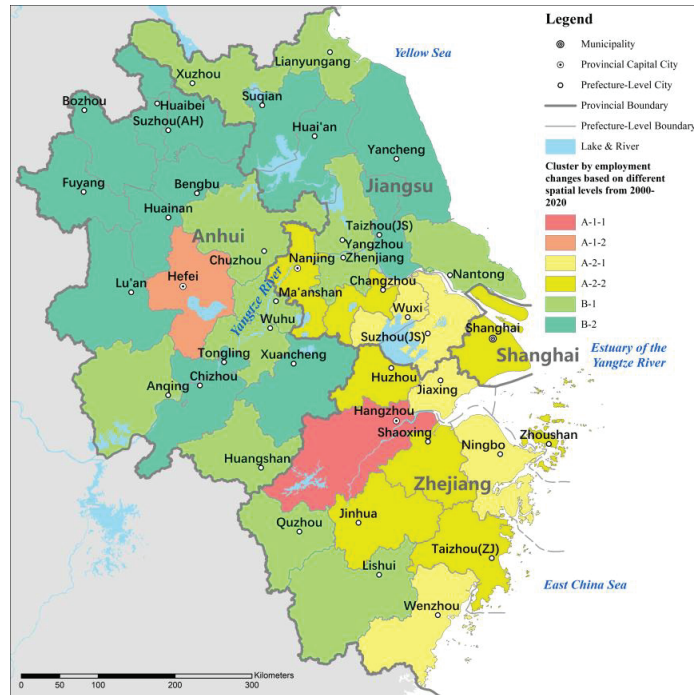 Legend
Municipality
Provincial Capital City
Prefecture-Level City
Provincial Boundary
Prefecture-Level Boundary
Lake & River
Cluster by employment
changes based on different
spatial levels from 2000-
2020
A-1-1
A-1-2
A-2-1
A-2-2
B-1
B-2
Yellow Sea
Lianyungang
Xuzhou
Suqian
Bozhou
Huaibei
Suzhou(AH)
Huai'an
Yancheng
Fuyang
Bengbu
Jiangsu
Huainan
Taizhou(JS)
Anhui
Yangzhou
Chuzhou
Nanjing
Zhenjiang
Nantong
Hefei
Lu'an
Changzhou
Ma'anshan
Yangtze River
Wuxi
Wuhu
Suzhou(JS)
Shanghai
Shanghai
Estuary of the
Yangtze River
Tongling
Xuancheng
Chizhou
Huzhou
Jiaxing
Anqing
Hangzhou
Shaoxing
Zhoushan
Ningbo
Huangshan
Zhejiang
Jinhua
Quzhou
Taizhou(ZJ)
Lishui
East China Sea
Wenzhou
Kilometers
0 50 100 200 300